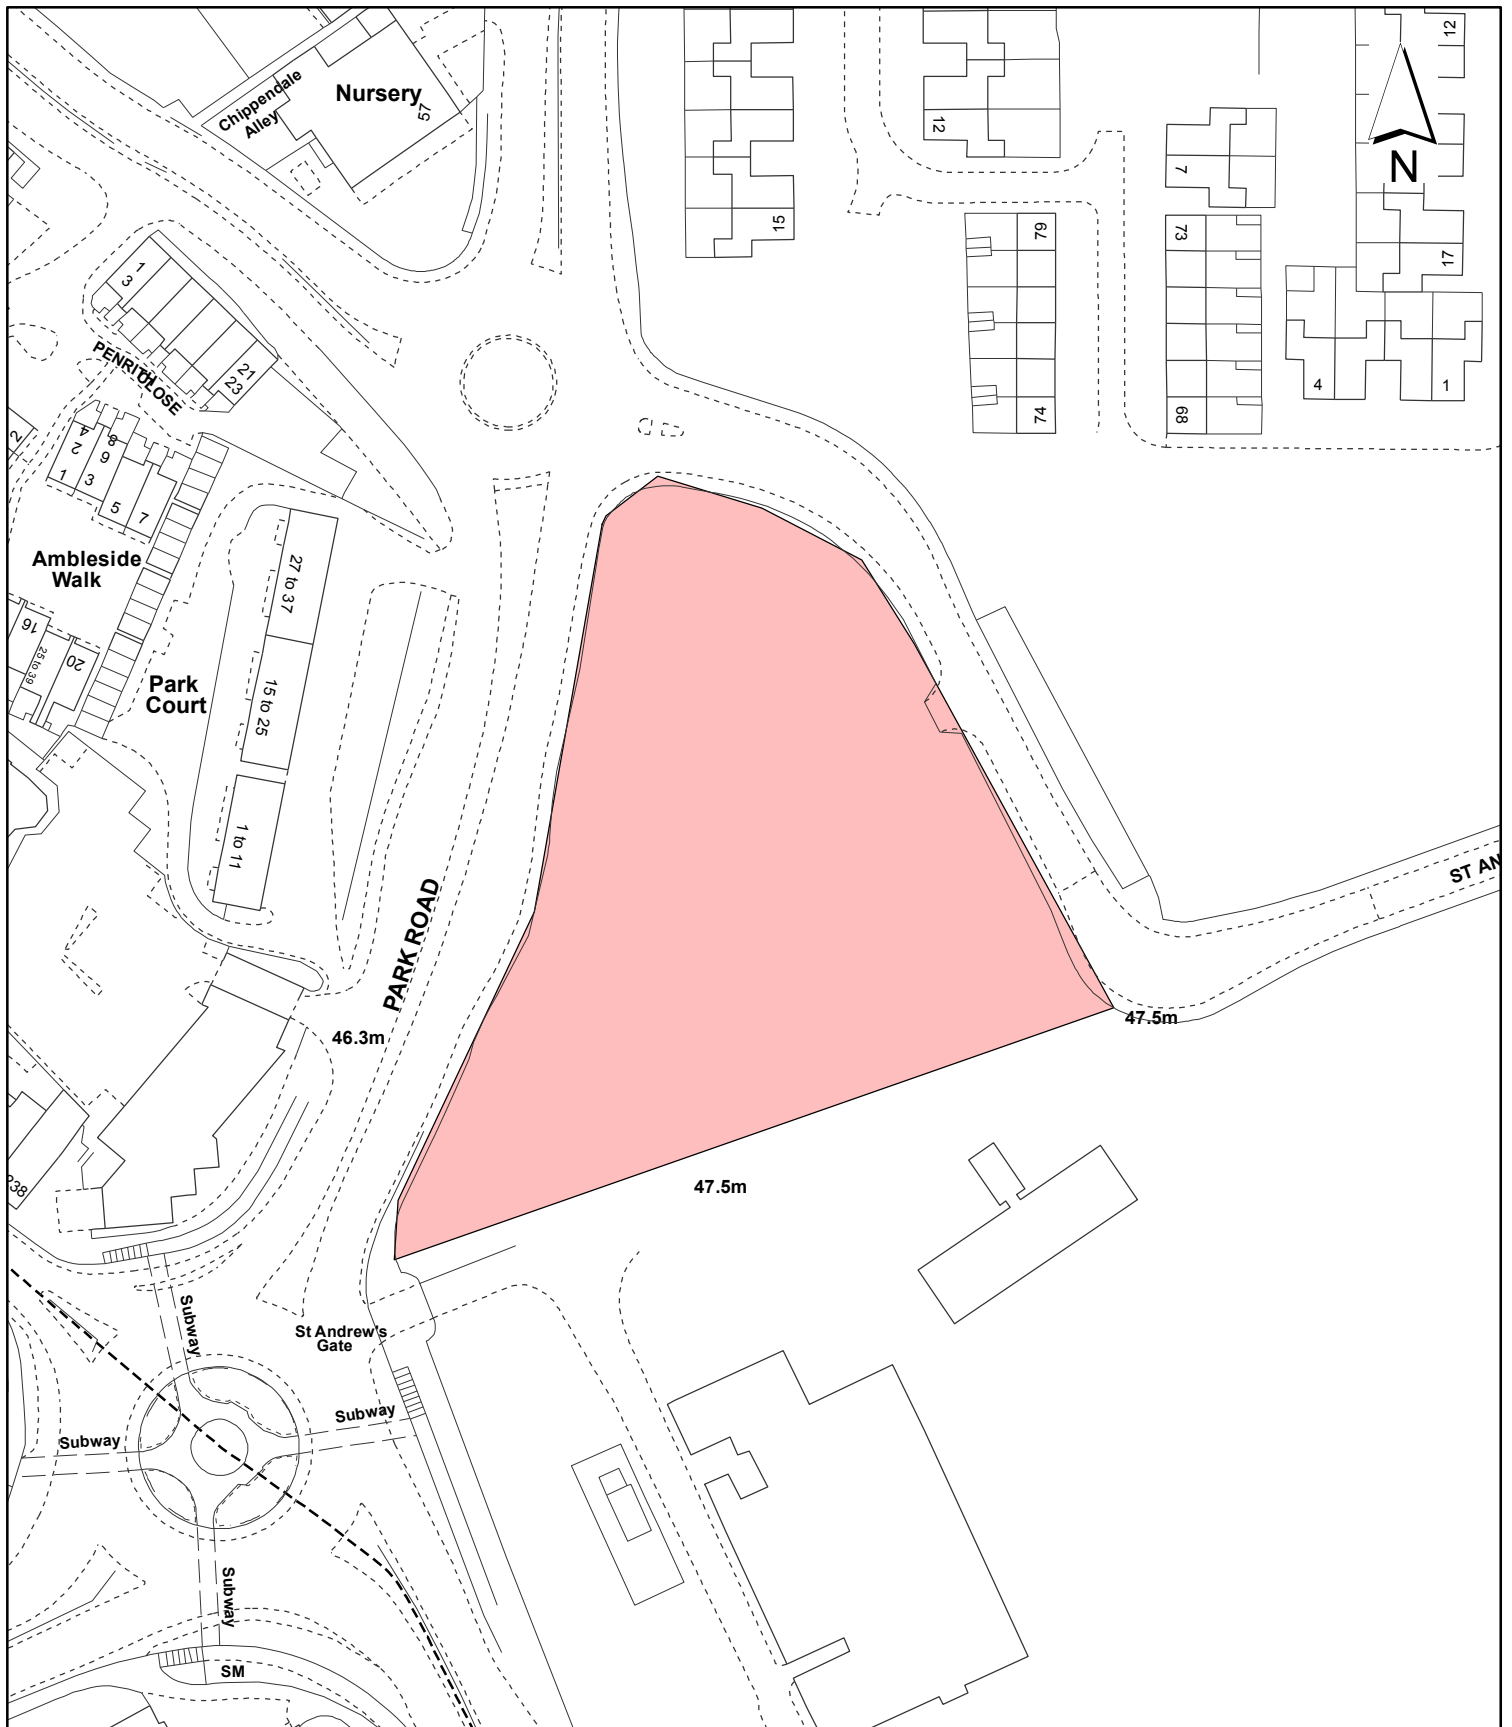 Nursery
57
Chippendale
Alley
12
15
12
7
N
17
4
1
79
74
73
68
1
3
21
23
PENRITH CLOSE
2
4
2
1
8
6
3
5
7
Ambleside
Walk
16
25 to 39
20
Park
Court
27 to 37
15 to 25
1 to 11
PARK ROAD
46.3m
ST AN
47.5m
47.5m
238
St Andrew's
Gate
Subway
Subway
Subway
Subway
SM